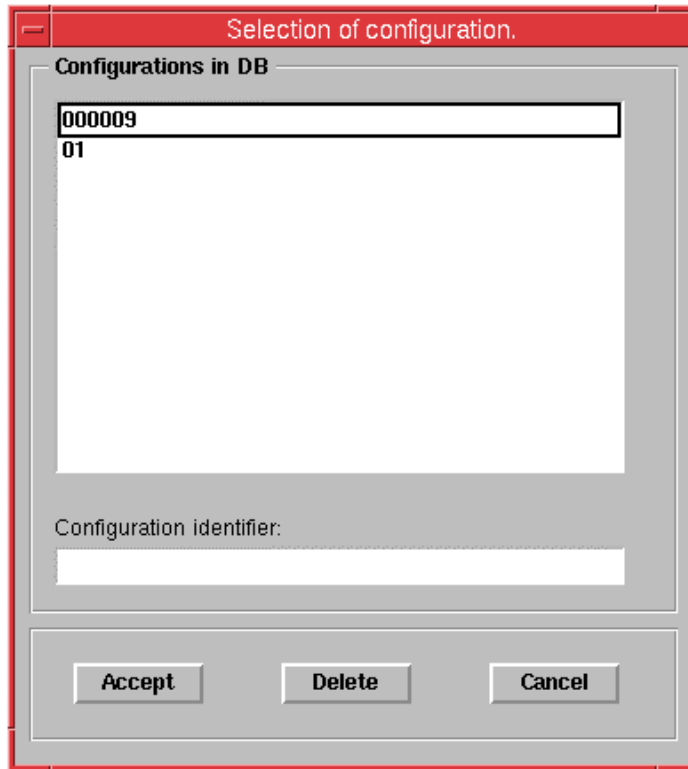 Selection of configuration.
Configurations in DB
000009
01
Configuration identifier:
Accept Delete Cancel